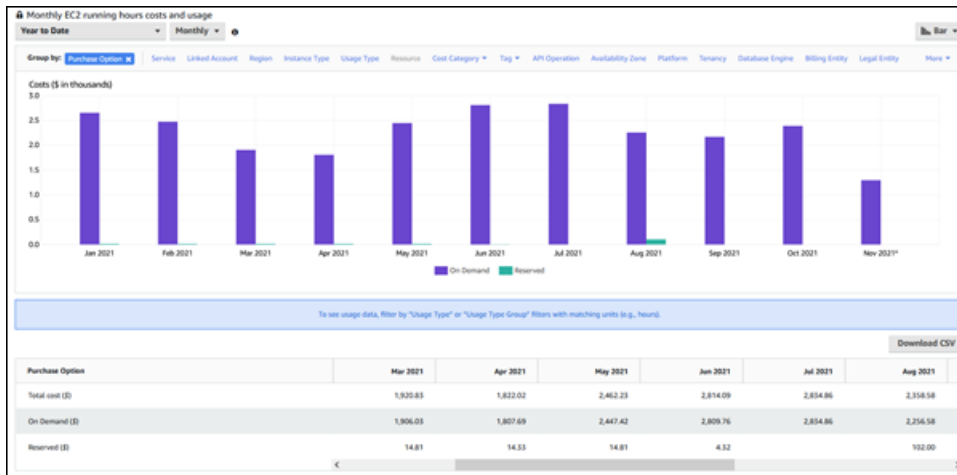 Monthly EC2 running hours costs and usage
Year to Date Monthly Bar
Group by: Purchase Option Service Linked Account Region Instance Type Usage Type Resource Cost Category Tag API Operation Availability Zone Platform Tenancy Database Engine Billing Entity Legal Entity More
Costs ($ in thousands)
3.0
2.5
2.0
1.5
1.0
0.5
0.0
Jan 2021 Feb 2021 Mar 2021 Apr 2021 May 2021 Jun 2021 Jul 2021 Aug 2021 Sep 2021 Oct 2021 Nov 2021*
On Demand Reserved
To see usage data, filter by "Usage Type" or "Usage Type Group" filters with matching units (e.g., hours).
Download CSV
Purchase Option Mar 2021 Apr 2021 May 2021 Jun 2021 Jul 2021 Aug 2021
Total cost ($) 1,920.83 1,822.02 2,462.23 2,814.09 2,834.86 2,358.58
On Demand ($) 1,906.03 1,807.69 2,447.42 2,809.76 2,834.86 2,256.58
Reserved ($) 14.81 14.33 14.81 4.32 102.00